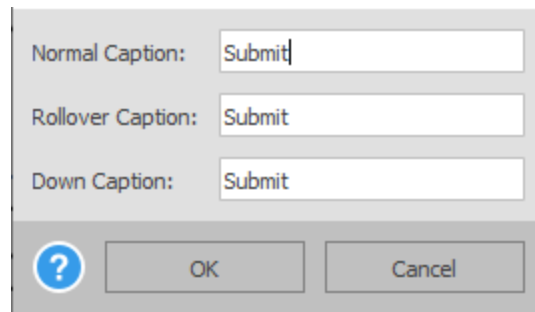 Normal Caption: Submit
Rollover Caption: Submit
Down Caption: Submit
? OK Cancel